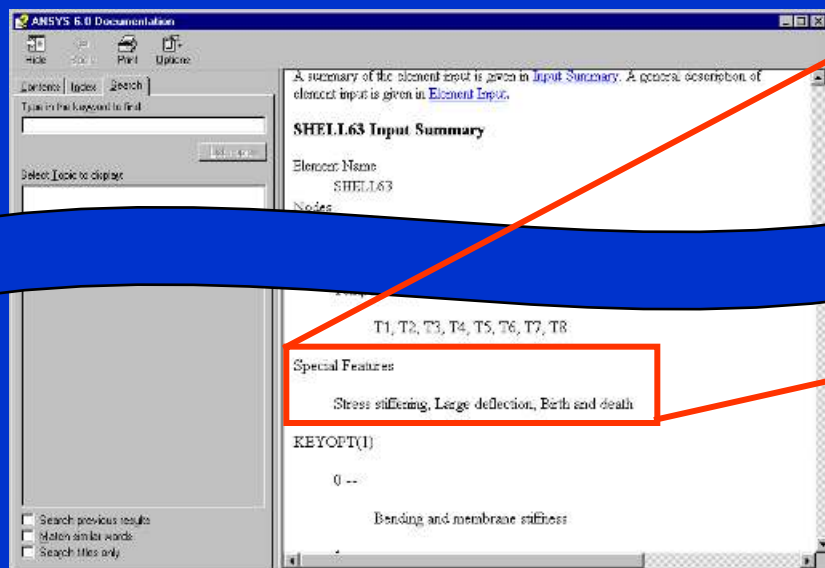 ANSYS 6.0 Documentation
Hide Print Options
Contents Index Search
Type in the keyword to find
Select Topic to display:
Search previous results
Match similar words
Search titles only
A summary of the element input is given in Input Summary. A general description of
element input is given in Element Input.
SHELL63 Input Summary
Element Name
SHELL63
Nodes
T1, T2, T3, T4, T5, T6, T7, T8
Special Features
Stress stiffening, Large deflection, Birth and death
KEYOPT(1)
0 --
Bending and membrane stiffness